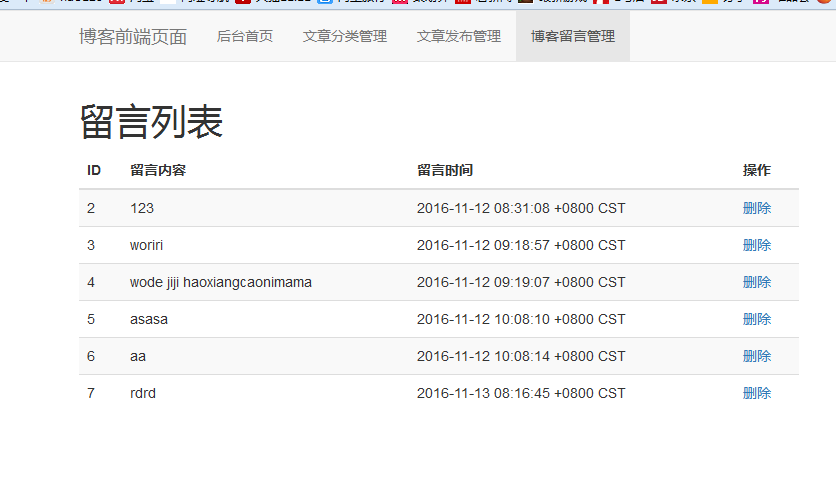 博客前端页面 后台首页 文章分类管理 文章发布管理 博客留言管理
留言列表
ID 留言内容 留言时间 操作
2 123 2016-11-12 08:31:08 +0800 CST 删除
3 woriri 2016-11-12 09:18:57 +0800 CST 删除
4 wode jiji haoxiangcaonimama 2016-11-12 09:19:07 +0800 CST 删除
5 asasa 2016-11-12 10:08:10 +0800 CST 删除
6 aa 2016-11-12 10:08:14 +0800 CST 删除
7 rdrd 2016-11-13 08:16:45 +0800 CST 删除